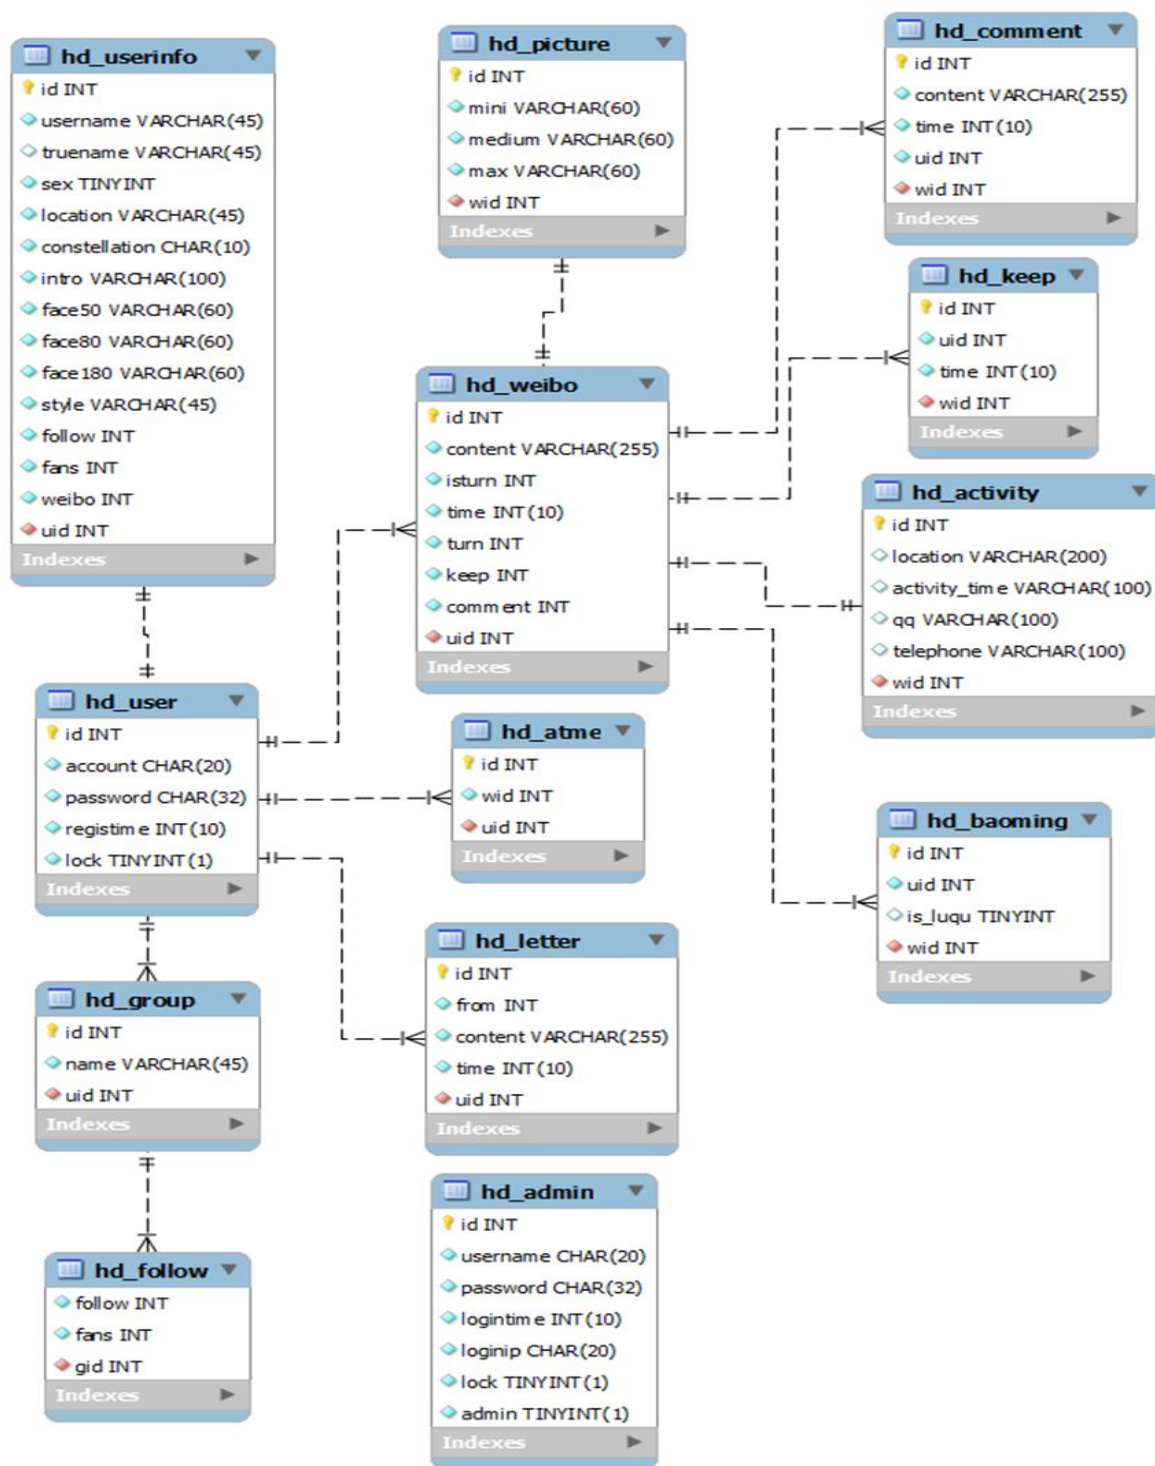 hd_userinfo
id INT
username VARCHAR(45)
truename VARCHAR(45)
sex TINYINT
location VARCHAR(45)
constellation CHAR(10)
intro VARCHAR(100)
face50 VARCHAR(60)
face80 VARCHAR(60)
face180 VARCHAR(60)
style VARCHAR(45)
follow INT
fans INT
weibo INT
uid INT
Indexes
hd_user
id INT
account CHAR(20)
password CHAR(32)
registime INT(10)
lock TINYINT(1)
Indexes
hd_group
id INT
name VARCHAR(45)
uid INT
Indexes
hd_follow
follow INT
fans INT
gid INT
Indexes
hd_picture
id INT
mini VARCHAR(60)
medium VARCHAR(60)
max VARCHAR(60)
wid INT
Indexes
hd_weibo
id INT
content VARCHAR(255)
isturn INT
time INT(10)
turn INT
keep INT
comment INT
uid INT
Indexes
hd_atme
id INT
wid INT
uid INT
Indexes
hd_letter
id INT
from INT
content VARCHAR(255)
time INT(10)
uid INT
Indexes
hd_admin
id INT
username CHAR(20)
password CHAR(32)
logintime INT(10)
loginip CHAR(20)
lock TINYINT(1)
admin TINYINT(1)
Indexes
hd_comment
id INT
content VARCHAR(255)
time INT(10)
uid INT
wid INT
Indexes
hd_keep
id INT
uid INT
time INT(10)
wid INT
Indexes
hd_activity
id INT
location VARCHAR(200)
activity_time VARCHAR(100)
qq VARCHAR(100)
telephone VARCHAR(100)
wid INT
Indexes
hd_baoming
id INT
uid INT
is_luqu TINYINT
wid INT
Indexes